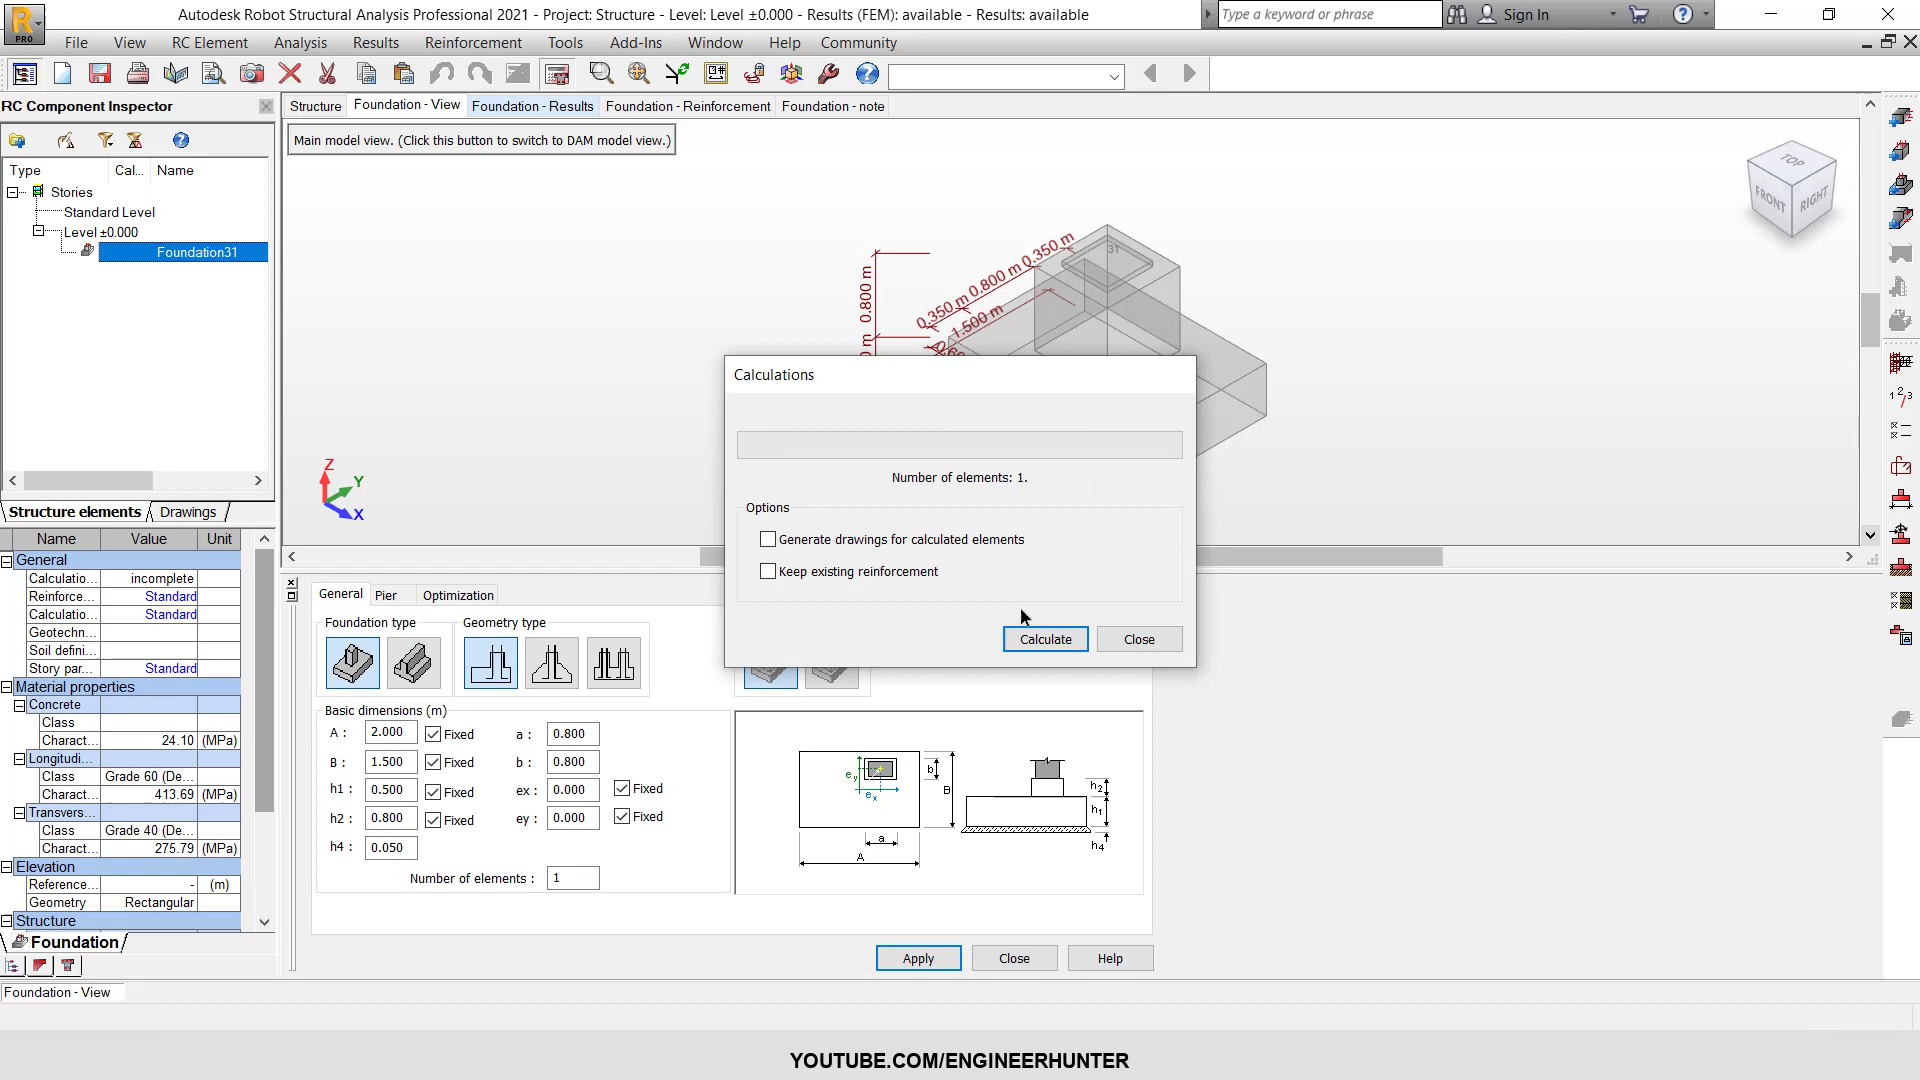 Autodesk Robot Structural Analysis Professional 2021 - Project: Structure - Level: Level ±0.000 - Results (FEM): available - Results: available
Type a keyword or phrase
Sign In
PRO
File View RC Element Analysis Results Reinforcement Tools Add-Ins Window Help Community
RC Component Inspector
Structure Foundation - View Foundation - Results Foundation - Reinforcement Foundation - note
Main model view. (Click this button to switch to DAM model view.)
Type Cal... Name
Stories
Standard Level
Level ±0.000
Foundation31
Structure elements Drawings
TOP
FRONT
RIGHT
31
0.350 m 0.800 m 0.350 m
1.500 m
0.800 m
Z
Y
X
Calculations
Number of elements: 1.
Options
Generate drawings for calculated elements
Keep existing reinforcement
Calculate Close
Name Value Unit
General
Calculatio... incomplete
Reinforce... Standard
Calculatio... Standard
Geotechn...
Soil defini...
Story par... Standard
Material properties
Concrete
Class
Charact... 24.10 (MPa)
Longitudi...
Class Grade 60 (De...
Charact... 413.69 (MPa)
Transvers...
Class Grade 40 (De...
Charact... 275.79 (MPa)
Elevation
Reference... - (m)
Geometry Rectangular
Structure
Foundation
General Pier Optimization
Foundation type Geometry type
Basic dimensions (m)
A : 2.000 Fixed a : 0.800
B : 1.500 Fixed b : 0.800
h1 : 0.500 Fixed ex : 0.000 Fixed
h2 : 0.800 Fixed ey : 0.000 Fixed
h4 : 0.050
Number of elements : 1
ey
ex
b
B
a
A
h2
h1
h4
Apply Close Help
Foundation - View
YOUTUBE.COM/ENGINEERHUNTER